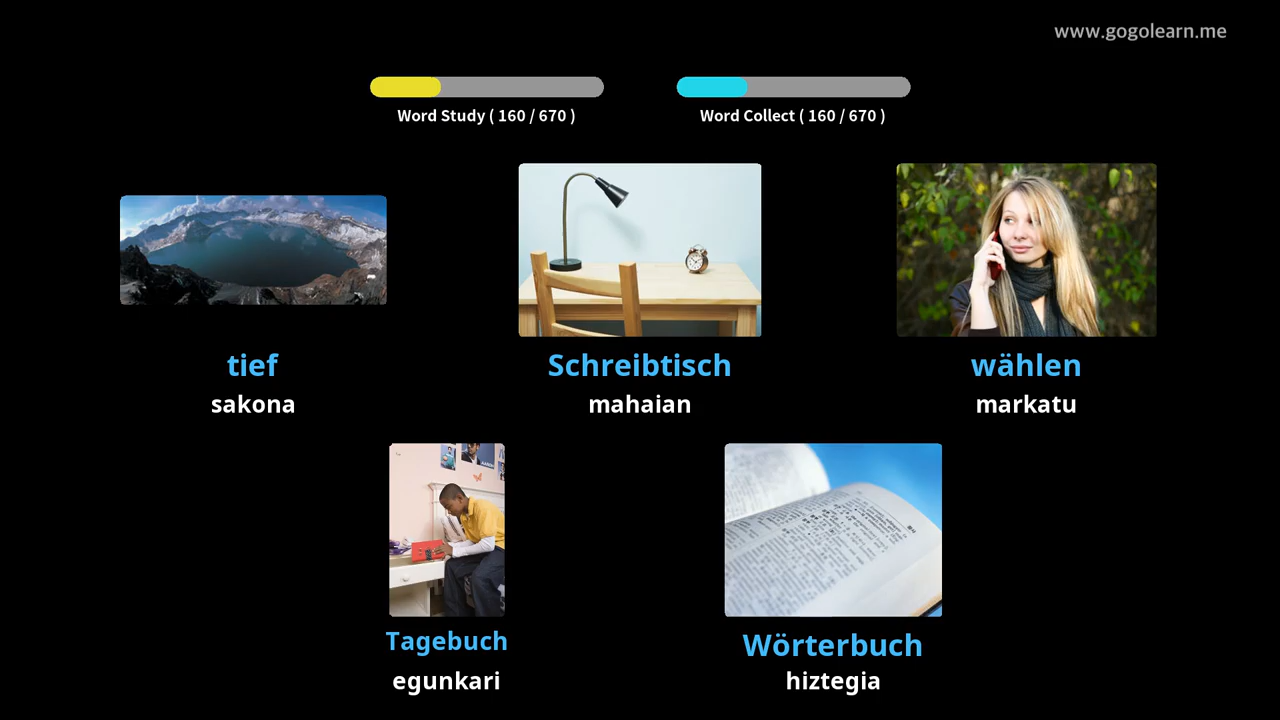 www.gogolearn.me
Word Study ( 160 / 670 )
Word Collect ( 160 / 670 )
tief
sakona
Schreibtisch
mahaian
wählen
markatu
Tagebuch
egunkari
Wörterbuch
hiztegia